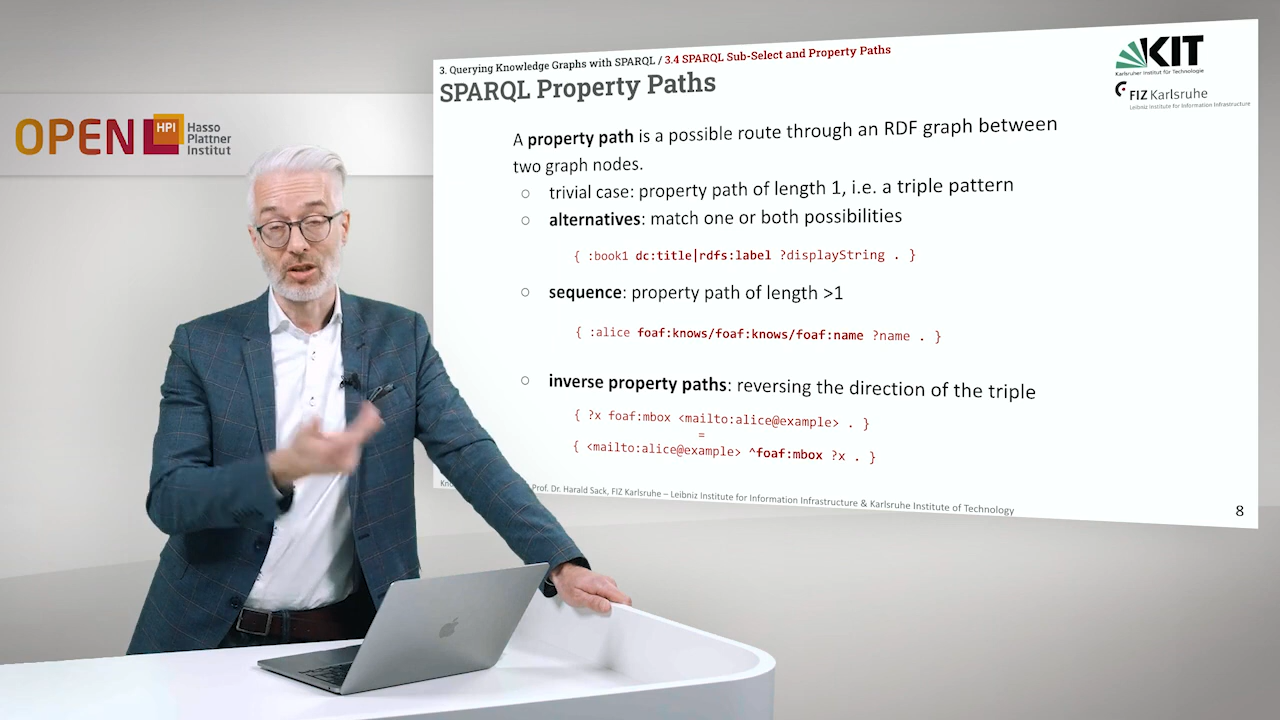 OPEN HPI Hasso
Plattner
Institut
3. Querying Knowledge Graphs with SPARQL / 3.4 SPARQL Sub-Select and Property Paths
SPARQL Property Paths
KIT
Karlsruher Institut für Technologie
FIZ Karlsruhe
Leibniz Institute for Information Infrastructure
A property path is a possible route through an RDF graph between
two graph nodes.
○ trivial case: property path of length 1, i.e. a triple pattern
○ alternatives: match one or both possibilities
{ :book1 dc:title|rdfs:label ?displayString . }
○ sequence: property path of length >1
{ :alice foaf:knows/foaf:knows/foaf:name ?name . }
○ inverse property paths: reversing the direction of the triple
{ ?x foaf:mbox <mailto:alice@example> . }
=
{ <mailto:alice@example> ^foaf:mbox ?x . }
Prof. Dr. Harald Sack, FIZ Karlsruhe – Leibniz Institute for Information Infrastructure & Karlsruhe Institute of Technology
8